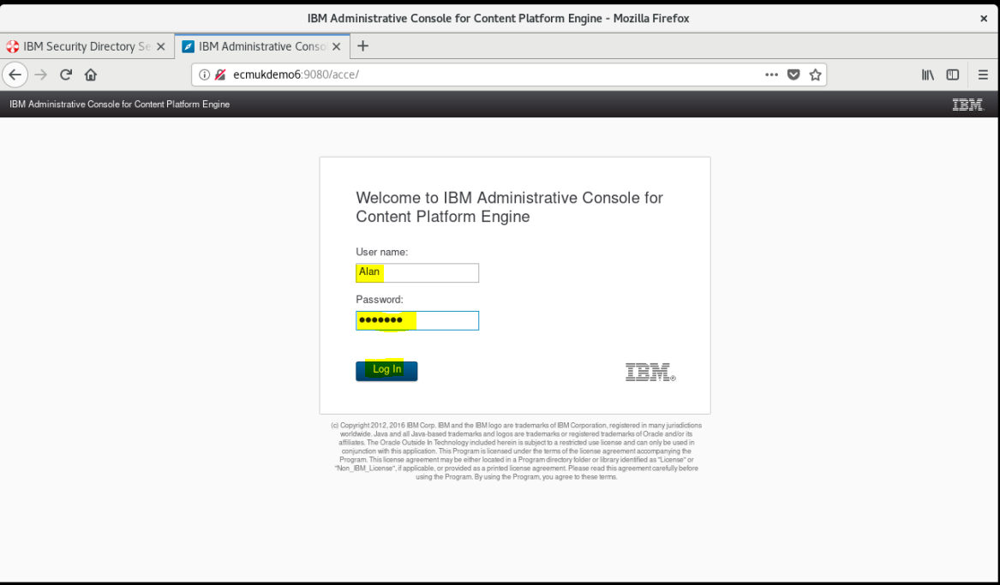 IBM Administrative Console for Content Platform Engine - Mozilla Firefox
IBM Security Directory Se
IBM Administrative Conso
ecmukdemo6:9080/acce/
IBM Administrative Console for Content Platform Engine
IBM
Welcome to IBM Administrative Console for
Content Platform Engine
User name:
Alan
Password:
•••••••
Log In
IBM®
(c) Copyright 2012, 2016 IBM Corp. IBM and the IBM logo are trademarks of IBM Corporation, registered in many jurisdictions
worldwide. Java and all Java-based trademarks and logos are trademarks or registered trademarks of Oracle and/or its
affiliates. The Oracle Outside In Technology included herein is subject to a restricted use license and can only be used in
conjunction with this application. This Program is licensed under the terms of the license agreement accompanying the
Program. This license agreement may be either located in a Program directory folder or library identified as "License" or
"Non_IBM_License", if applicable, or provided as a printed license agreement. Please read this agreement carefully before
using the Program. By using the Program, you agree to these terms.